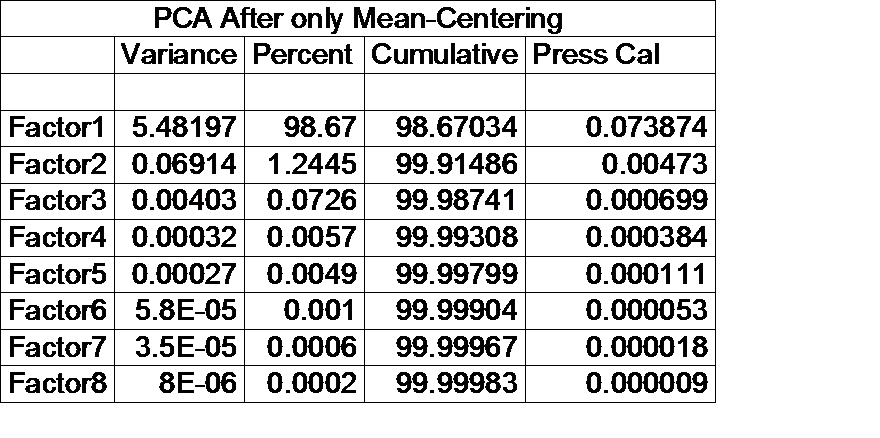 PCA After only Mean-Centering
Variance Percent Cumulative Press Cal
Factor1 5.48197 98.67 98.67034 0.073874
Factor2 0.06914 1.2445 99.91486 0.00473
Factor3 0.00403 0.0726 99.98741 0.000699
Factor4 0.00032 0.0057 99.99308 0.000384
Factor5 0.00027 0.0049 99.99799 0.000111
Factor6 5.8E-05 0.001 99.99904 0.000053
Factor7 3.5E-05 0.0006 99.99967 0.000018
Factor8 8E-06 0.0002 99.99983 0.000009